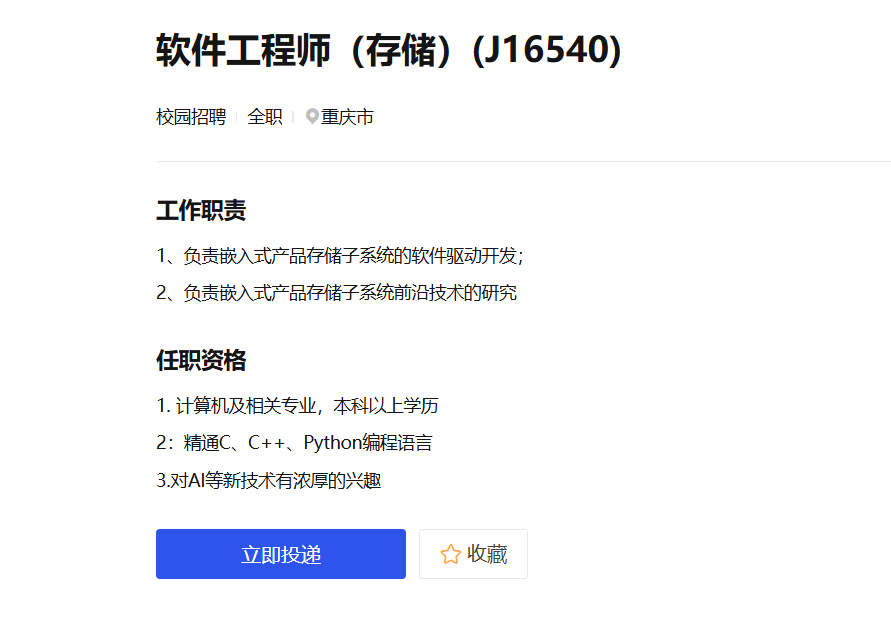 软件工程师（存储）(J16540)
校园招聘 全职 重庆市
工作职责
1、负责嵌入式产品存储子系统的软件驱动开发；
2、负责嵌入式产品存储子系统前沿技术的研究
任职资格
1. 计算机及相关专业，本科以上学历
2：精通C、C++、Python编程语言
3.对AI等新技术有浓厚的兴趣
立即投递 收藏